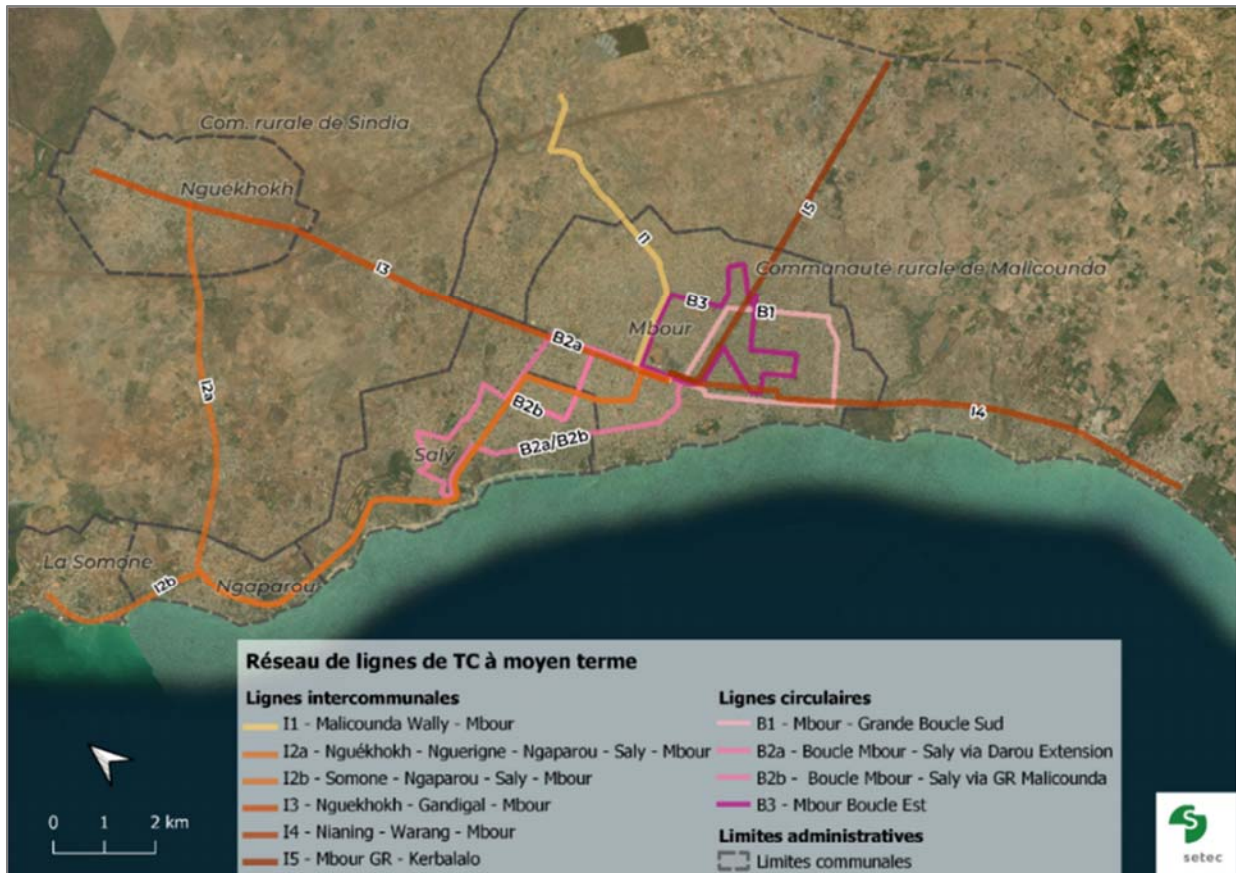 Com. rurale de Sindia
Nguékhokh
I1
I5
I3
Communauté rurale de Malicounda
B3
B1
Mbour
B2a
I2a
B2b
I4
B2a/B2b
Saly
La Somone
I2b
Ngaparou
Réseau de lignes de TC à moyen terme
Lignes intercommunales
I1 - Malicounda Wally - Mbour
I2a - Nguékhokh - Nguerigne - Ngaparou - Saly - Mbour
I2b - Somone - Ngaparou - Saly - Mbour
I3 - Nguekhokh - Gandigal - Mbour
I4 - Nianing - Warang - Mbour
I5 - Mbour GR - Kerbalalo
Lignes circulaires
B1 - Mbour - Grande Boucle Sud
B2a - Boucle Mbour - Saly via Darou Extension
B2b - Boucle Mbour - Saly via GR Malicounda
B3 - Mbour Boucle Est
Limites administratives
Limites communales
0 1 2 km
setec